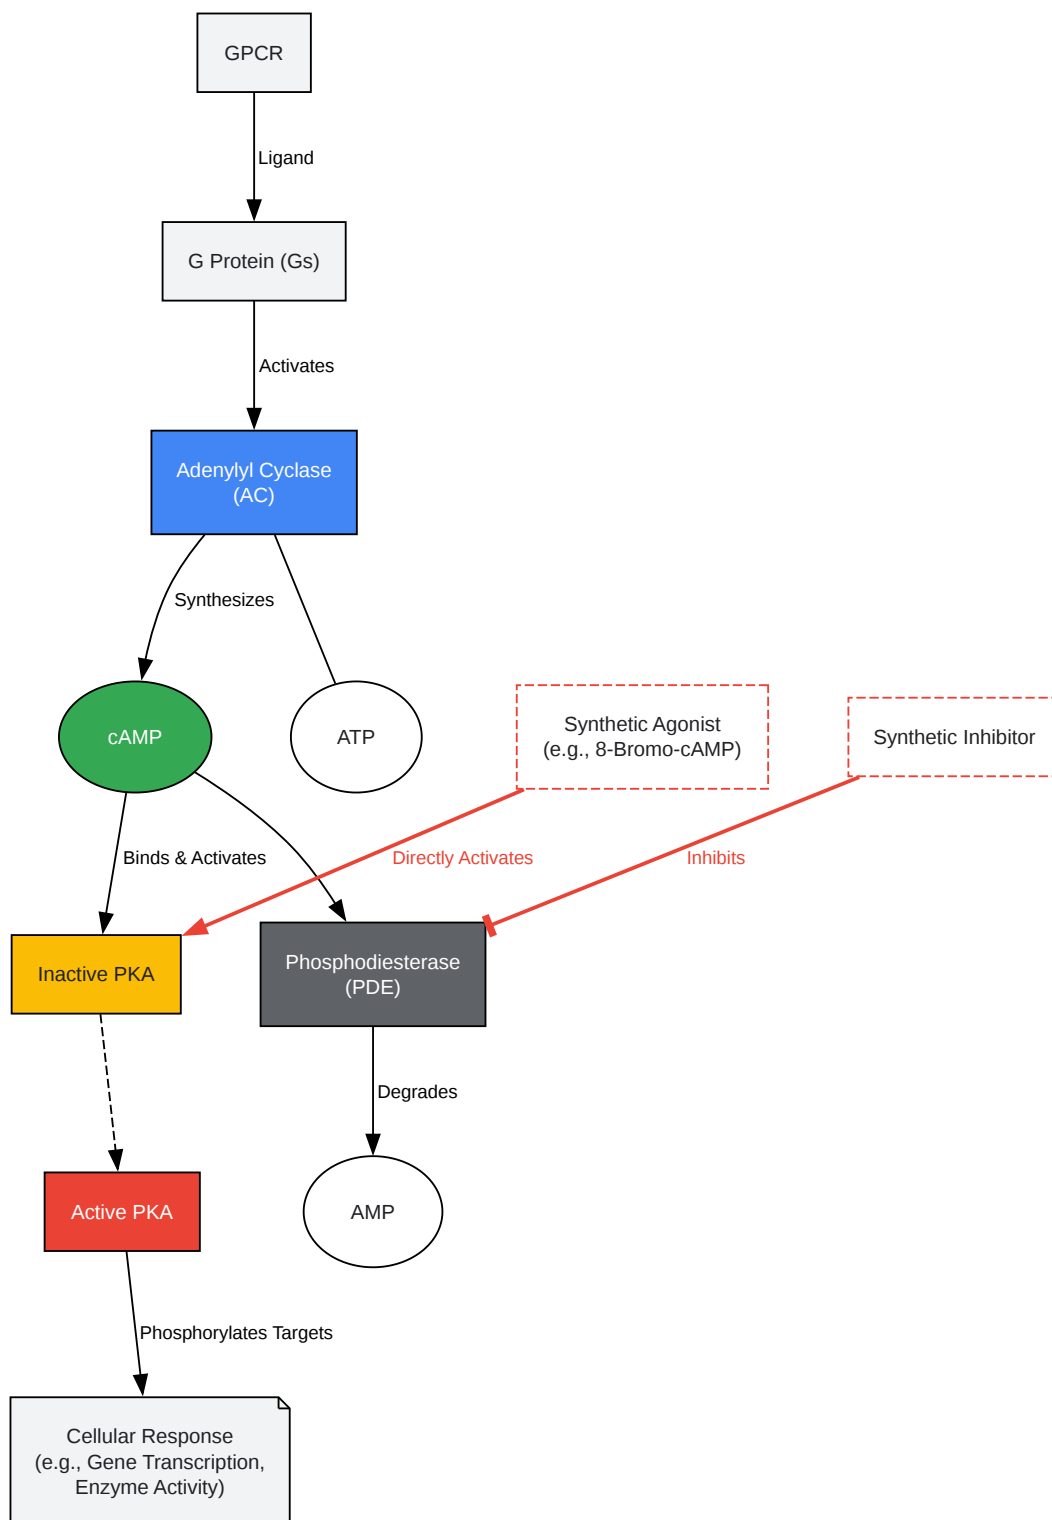 GPCR
Ligand
G Protein (Gs)
Activates
Adenylyl Cyclase
(AC)
Synthesizes
cAMP
ATP
Synthetic Agonist
(e.g., 8-Bromo-cAMP)
Synthetic Inhibitor
Binds & Activates
Directly Activates
Inhibits
Inactive PKA
Phosphodiesterase
(PDE)
Degrades
Active PKA
AMP
Phosphorylates Targets
Cellular Response
(e.g., Gene Transcription,
Enzyme Activity)